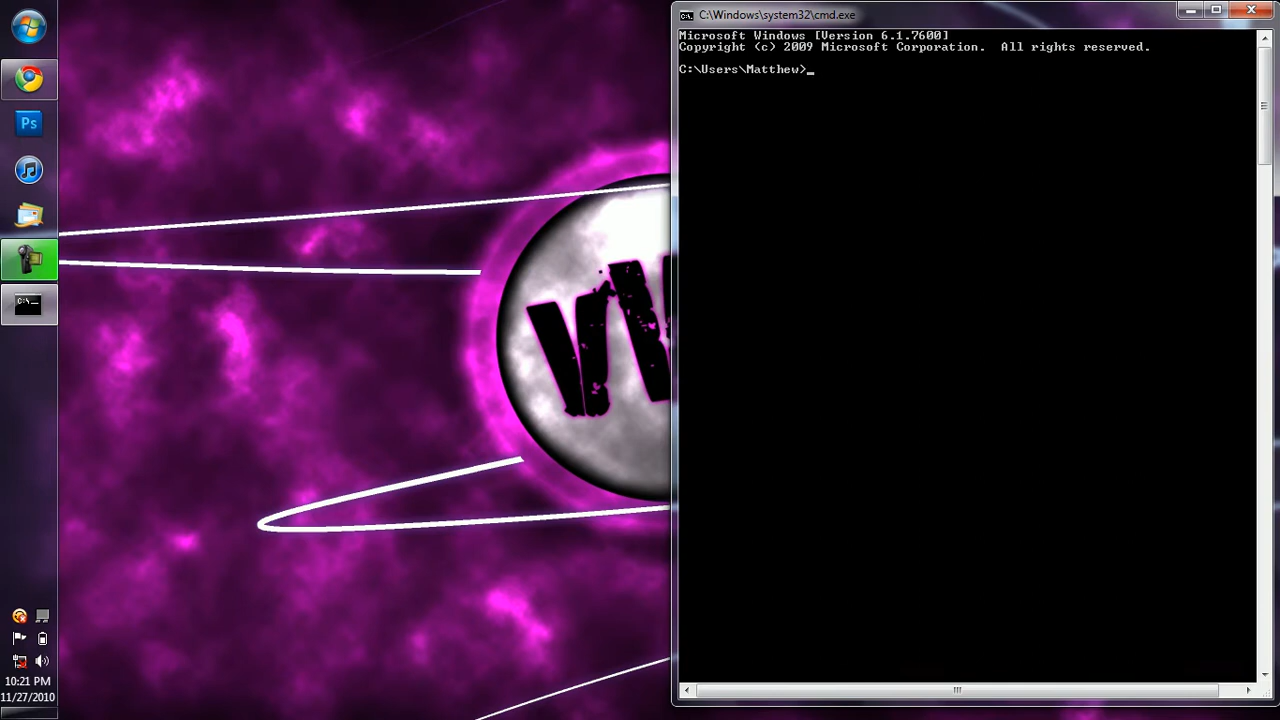 C:\Windows\system32\cmd.exe
Microsoft Windows [Version 6.1.7600]
Copyright (c) 2009 Microsoft Corporation.  All rights reserved.
C:\Users\Matthew>_
Ps
C:\_
10:21 PM
11/27/2010